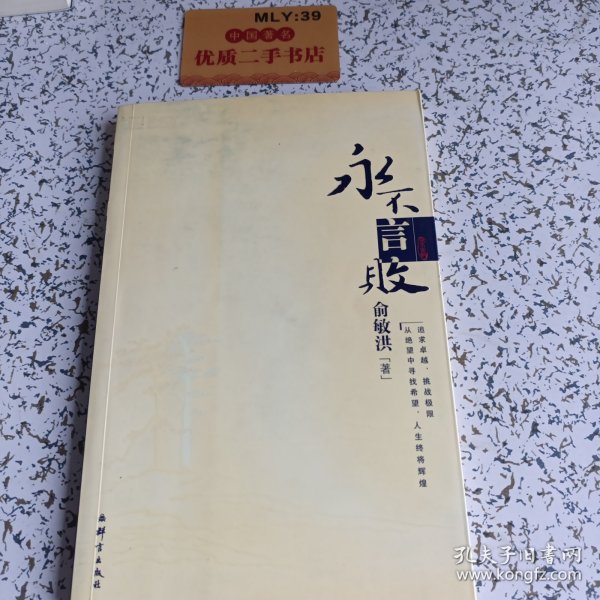 MLY:39
中国著名
优质二手书店
永不言败
俞敏洪「著」
追求卓越，挑战极限
从绝望中寻找希望，人生终将辉煌
群言出版社
孔夫子旧书网
www.kongfz.com